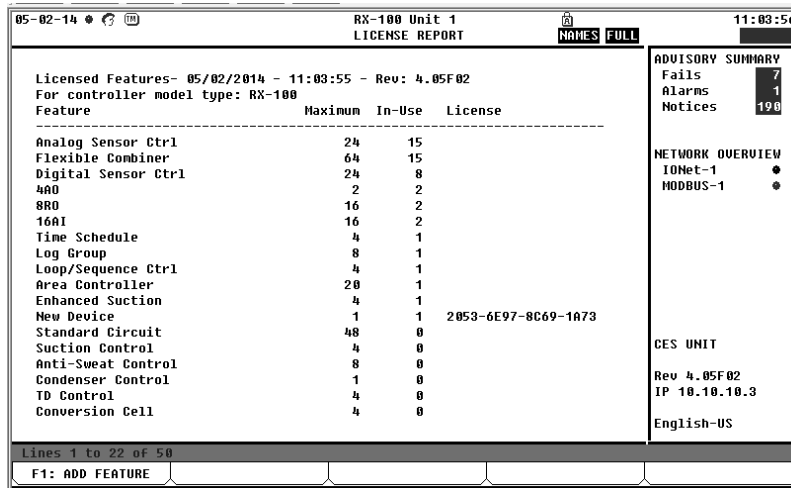 05-02-14 TM RX-100 Unit 1 11:03:56
LICENSE REPORT NAMES FULL
Licensed Features- 05/02/2014 - 11:03:55 - Rev: 4.05F02
For controller model type: RX-100
Feature Maximum In-Use License
Analog Sensor Ctrl 24 15
Flexible Combiner 64 15
Digital Sensor Ctrl 24 8
4AO 2 2
8RO 16 2
16AI 16 2
Time Schedule 4 1
Log Group 8 1
Loop/Sequence Ctrl 4 1
Area Controller 20 1
Enhanced Suction 4 1
New Device 1 1 2053-6E97-8C69-1A73
Standard Circuit 48 0
Suction Control 4 0
Anti-Sweat Control 8 0
Condenser Control 1 0
TD Control 4 0
Conversion Cell 4 0
ADVISORY SUMMARY
Fails 7
Alarms 1
Notices 190
NETWORK OVERVIEW
IONet-1
MODBUS-1
CES UNIT
Rev 4.05F02
IP 10.10.10.3
English-US
Lines 1 to 22 of 50
F1: ADD FEATURE